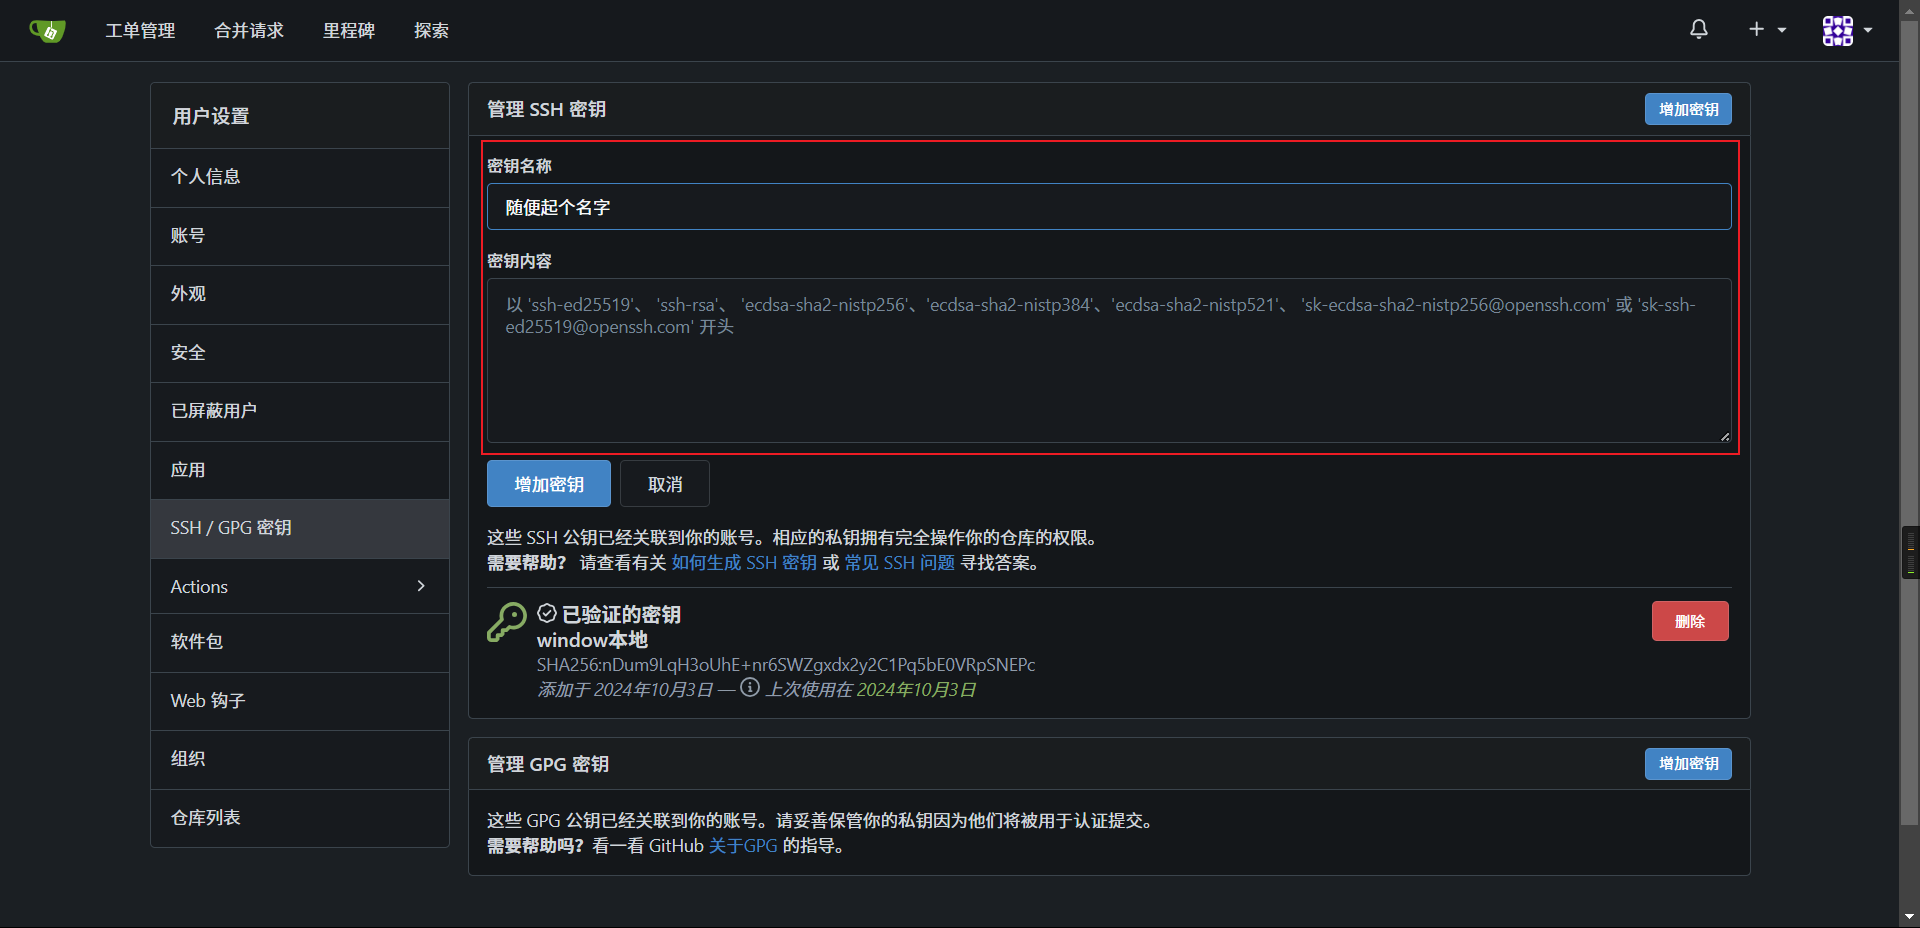 工单管理 合并请求 里程碑 探索
用户设置
个人信息
账号
外观
安全
已屏蔽用户
应用
SSH / GPG 密钥
Actions
软件包
Web 钩子
组织
仓库列表
管理 SSH 密钥 增加密钥
密钥名称
随便起个名字
密钥内容
以 'ssh-ed25519'、 'ssh-rsa'、 'ecdsa-sha2-nistp256'、'ecdsa-sha2-nistp384'、'ecdsa-sha2-nistp521'、 'sk-ecdsa-sha2-nistp256@openssh.com' 或 'sk-ssh-
ed25519@openssh.com' 开头
增加密钥 取消
这些 SSH 公钥已经关联到你的账号。相应的私钥拥有完全操作你的仓库的权限。
需要帮助? 请查看有关 如何生成 SSH 密钥 或 常见 SSH 问题 寻找答案。
已验证的密钥 删除
window本地
SHA256:nDum9LqH3oUhE+nr6SWZgxdx2y2C1Pq5bE0VRpSNEPc
添加于 2024年10月3日 — 上次使用在 2024年10月3日
管理 GPG 密钥 增加密钥
这些 GPG 公钥已经关联到你的账号。请妥善保管你的私钥因为他们将被用于认证提交。
需要帮助吗? 看一看 GitHub 关于GPG 的指导。